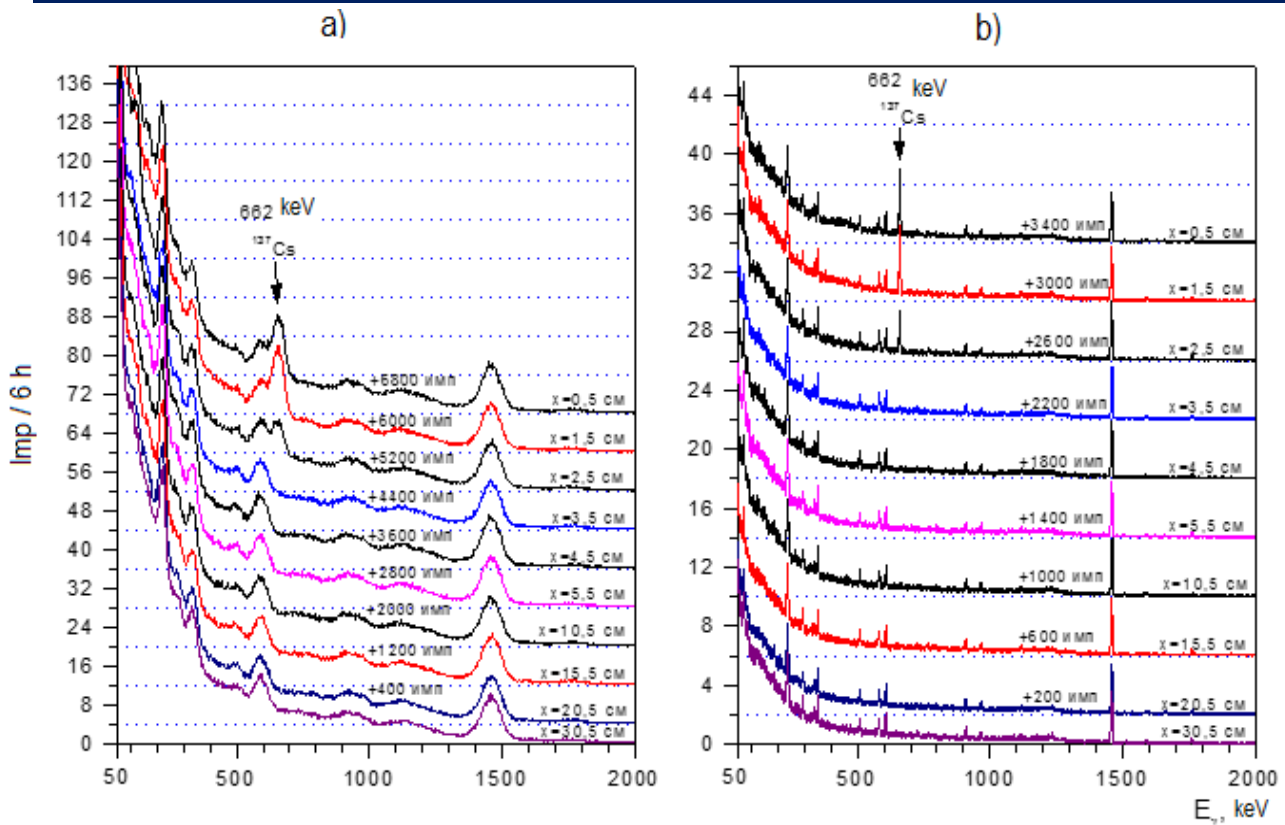 a)
b)
662 keV
¹³⁷Cs
662 keV
¹³⁷Cs
Imp / 6 h
136
128
120
112
104
96
88
80
72
64
56
48
40
32
24
16
8
0
+6800 имп
x=0,5 см
+6000 имп
x=1,5 см
+5200 имп
x=2,5 см
+4400 имп
x=3,5 см
+3600 имп
x=4,5 см
+2800 имп
x=5,5 см
+2000 имп
x=10,5 см
+1200 имп
x=15,5 см
+400 имп
x=20,5 см
x=30,5 см
50 500 1000 1500 2000
44
40
36
32
28
24
20
16
12
8
4
0
+3400 имп
x=0,5 см
+3000 имп
x=1,5 см
+2600 имп
x=2,5 см
+2200 имп
x=3,5 см
+1800 имп
x=4,5 см
+1400 имп
x=5,5 см
+1000 имп
x=10,5 см
+600 имп
x=15,5 см
+200 имп
x=20,5 см
x=30,5 см
50 500 1000 1500 2000
E , keV